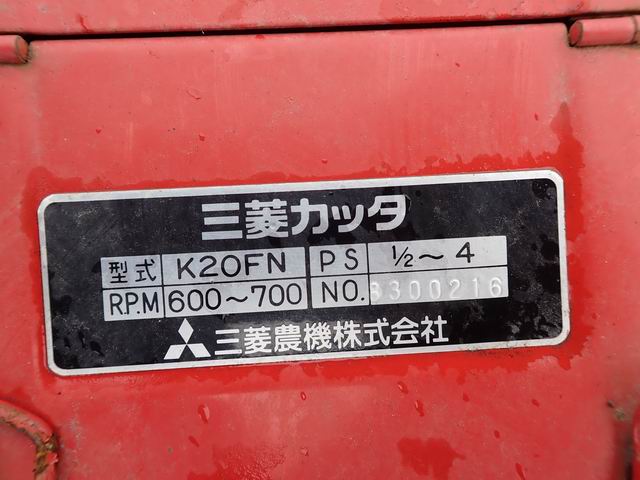 三菱カッタ
型式 K20FN PS ½～4
RP.M 600～700 NO. 8300216
三菱農機株式会社